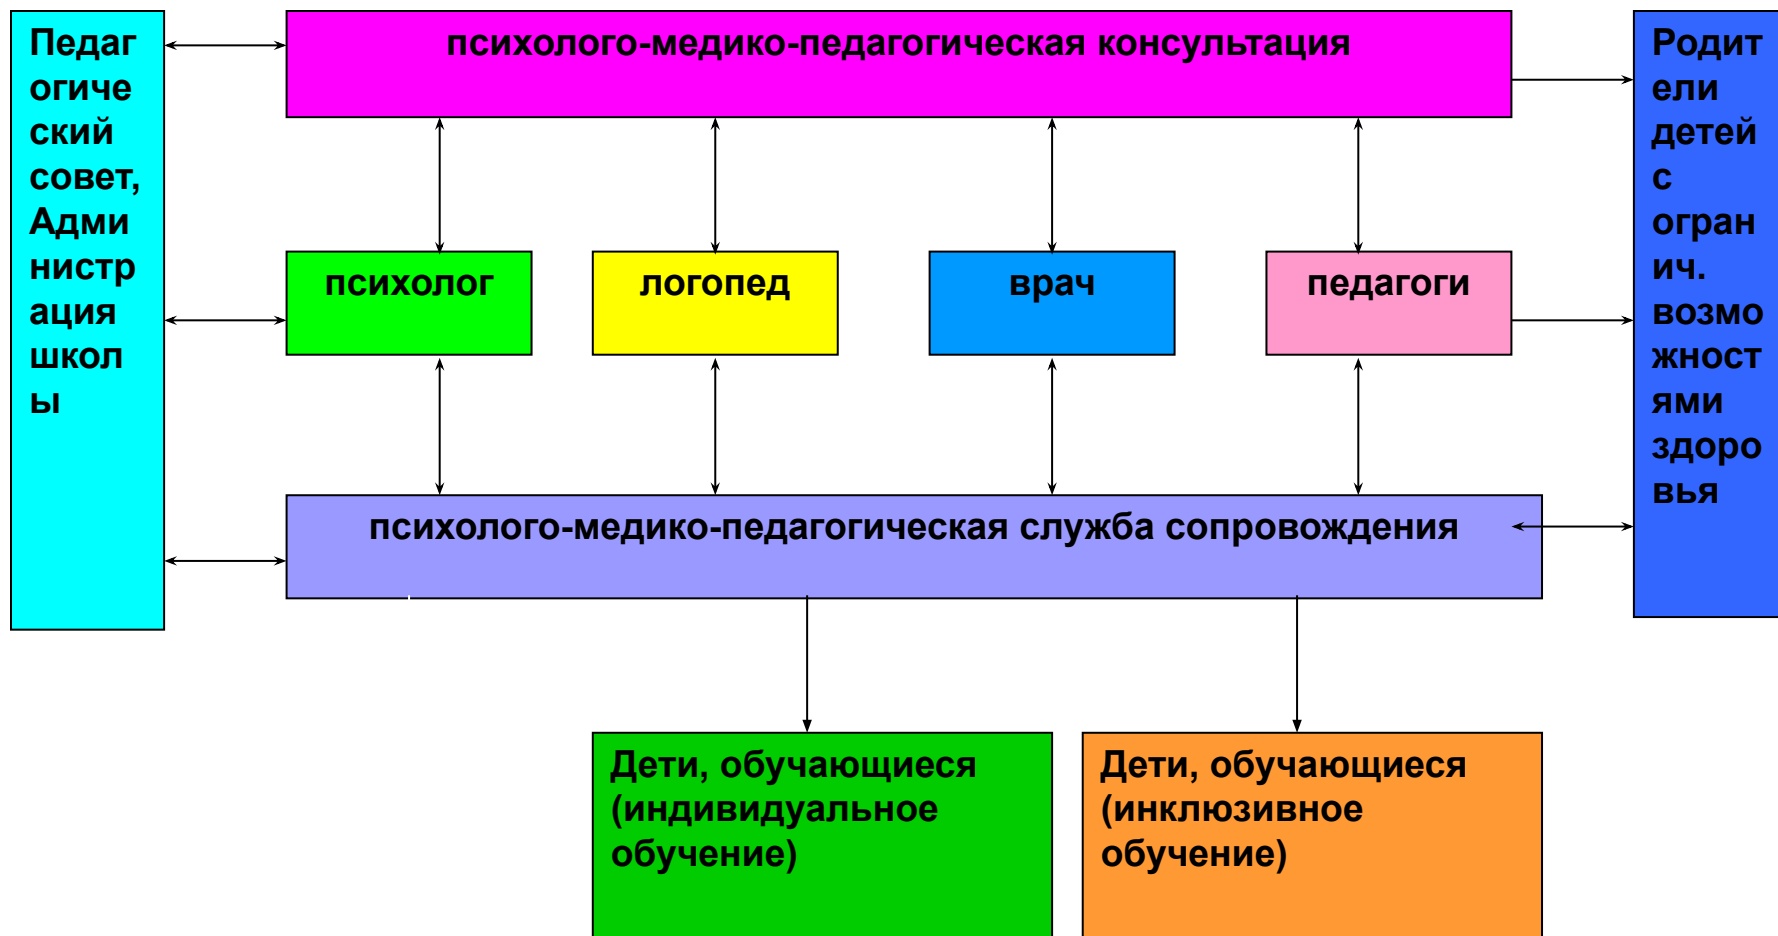 Педаг
огиче
ский
совет,
Адми
нистр
ация
школ
ы
психолого-медико-педагогическая консультация
Родит
ели
детей
с
огран
ич.
возмо
жност
ями
здоро
вья
психолог
логопед
врач
педагоги
психолого-медико-педагогическая служба сопровождения
Дети, обучающиеся
(индивидуальное
обучение)
Дети, обучающиеся
(инклюзивное
обучение)